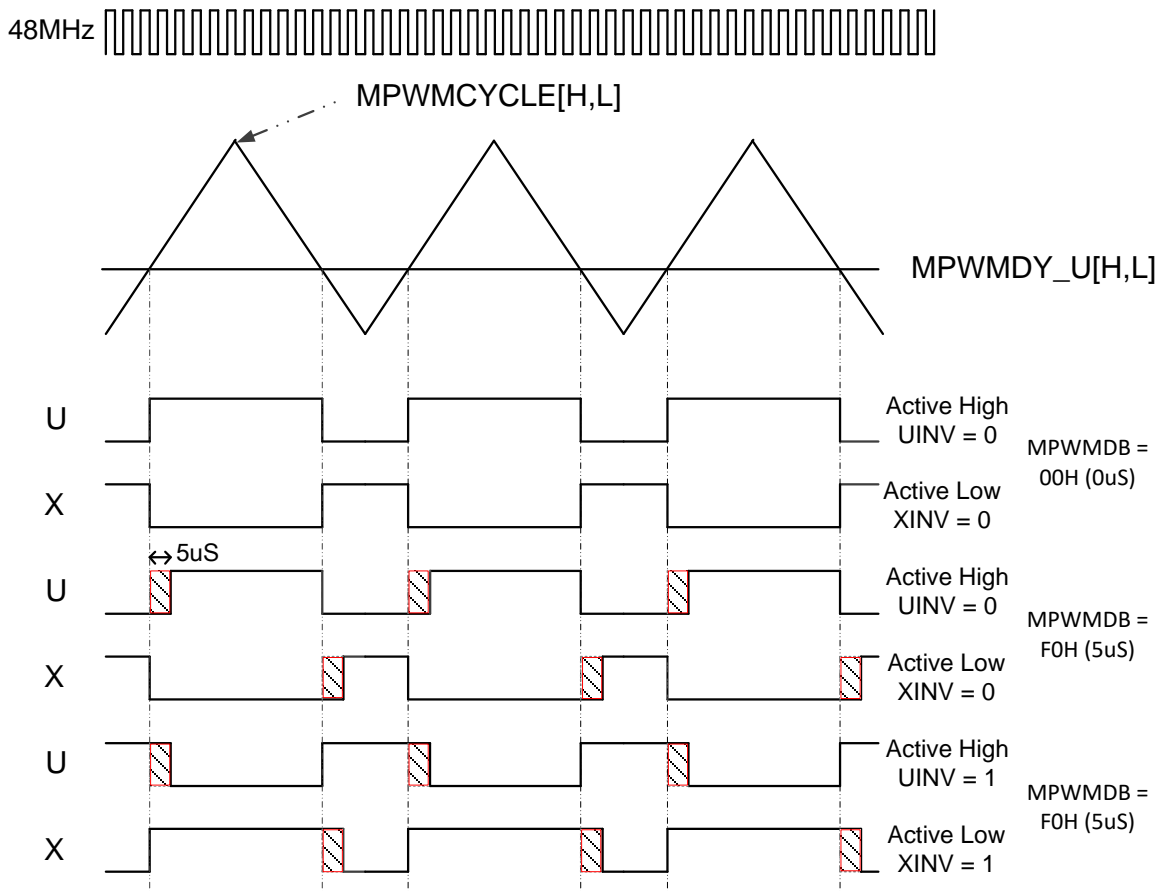 48MHz
MPWMCYCLE[H,L]
MPWMDY_U[H,L]
U
Active High
UINV = 0
MPWMDB =
00H (0uS)
X
Active Low
XINV = 0
5uS
U
Active High
UINV = 0
MPWMDB =
F0H (5uS)
X
Active Low
XINV = 0
U
Active High
UINV = 1
MPWMDB =
F0H (5uS)
X
Active Low
XINV = 1